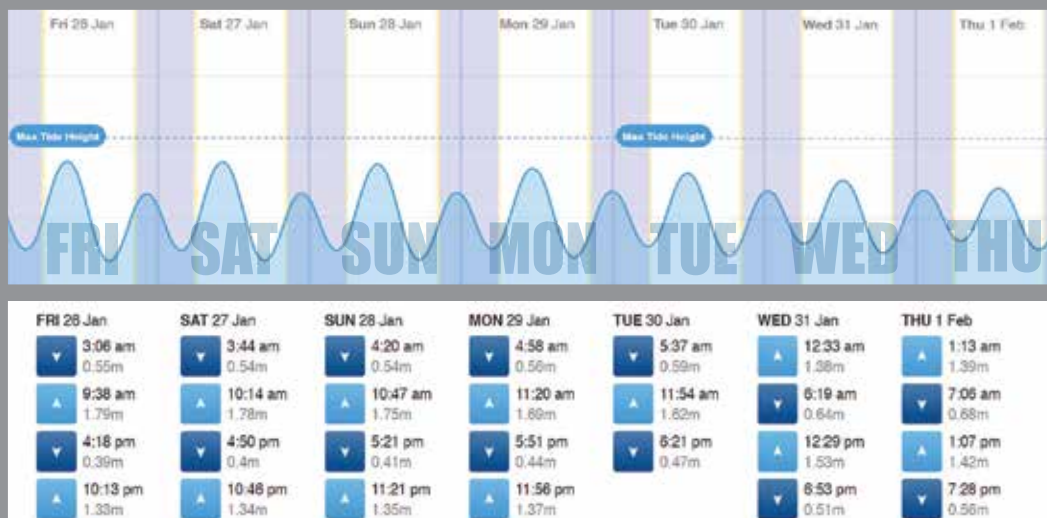 Fri 26 Jan
Sat 27 Jan
Sun 28 Jan
Mon 29 Jan
Tue 30 Jan
Wed 31 Jan
Thu 1 Feb
Max Tide Height
Max Tide Height
FRI
SAT
SUN
MON
TUE
WED
THU
FRI 26 Jan
SAT 27 Jan
SUN 28 Jan
MON 29 Jan
TUE 30 Jan
WED 31 Jan
THU 1 Feb
3:06 am
3:44 am
4:20 am
4:58 am
5:37 am
12:33 am
1:13 am
0.55m
0.54m
0.54m
0.56m
0.59m
1.38m
1.39m
9:38 am
10:14 am
10:47 am
11:20 am
11:54 am
6:19 am
7:06 am
1.79m
1.78m
1.75m
1.69m
1.62m
0.64m
0.68m
4:18 pm
4:50 pm
5:21 pm
5:51 pm
6:21 pm
12:29 pm
1:07 pm
0.39m
0.4m
0.41m
0.44m
0.47m
1.53m
1.42m
10:13 pm
10:46 pm
11:21 pm
11:56 pm
6:53 pm
7:28 pm
1.33m
1.34m
1.35m
1.37m
0.51m
0.56m